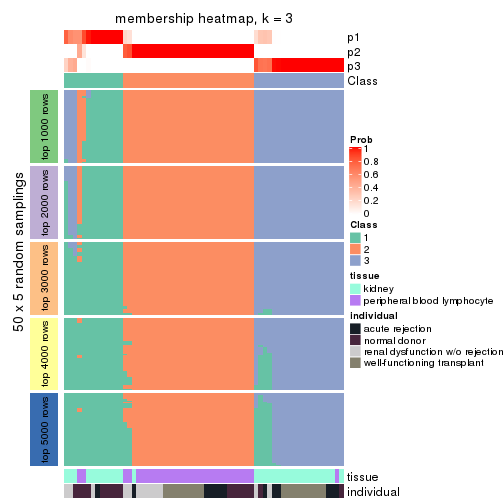 membership heatmap, k = 3
p1
p2
p3
Class
50 x 5 random samplings
top 1000 rows
top 2000 rows
top 3000 rows
top 4000 rows
top 5000 rows
Prob
1
0.8
0.6
0.4
0.2
0
Class
1
2
3
tissue
kidney
peripheral blood lymphocyte
individual
acute rejection
normal donor
renal dysfunction w/o rejection
well-functioning transplant
tissue
individual